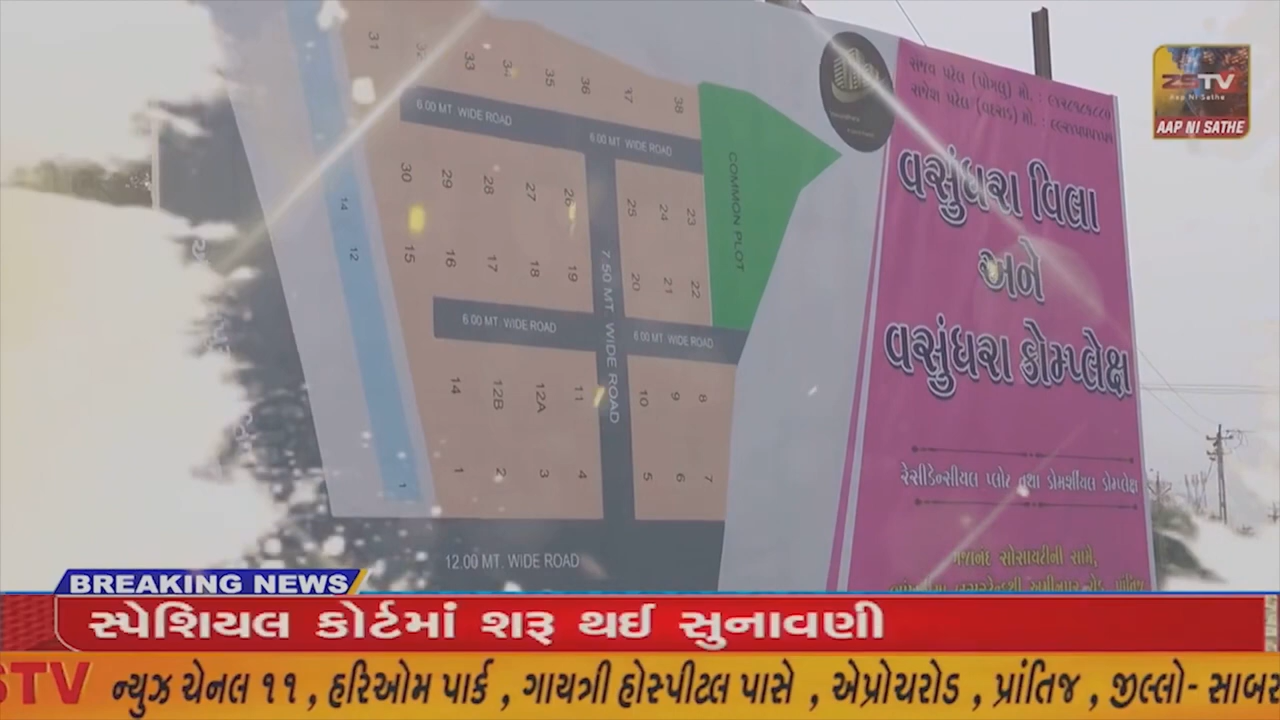 ZSTV
Aap Ni Sathe
AAP NI SATHE
31
33
34
35
36
37
38
6.00 MT. WIDE ROAD
6.00 MT. WIDE ROAD
COMMON PLOT
30
29
28
27
26
25
24
23
14
12
15
16
17
18
19
20
21
22
7.50 MT. WIDE ROAD
6.00 MT. WIDE ROAD
6.00 MT. WIDE ROAD
14
12B
12A
11
10
9
8
1
1
2
3
4
5
6
7
12.00 MT. WIDE ROAD
વસુંધરા વિલા
અને
વસુંધરા કોમ્પ્લેક્ષ
રેસીડેન્સીયલ પ્લોટ તથા કોમર્શીયલ કોમ્પ્લેક્ષ
સોસાયટીની સામે,
BREAKING NEWS
સ્પેશિયલ કોર્ટમાં શરૂ થઈ સુનાવણી
STV ન્યુઝ ચેનલ ૧૧ , હરિઓમ પાર્ક , ગાયત્રી હોસ્પીટલ પાસે , એપ્રોચરોડ , પ્રાંતિજ , જીલ્લો- સાબર